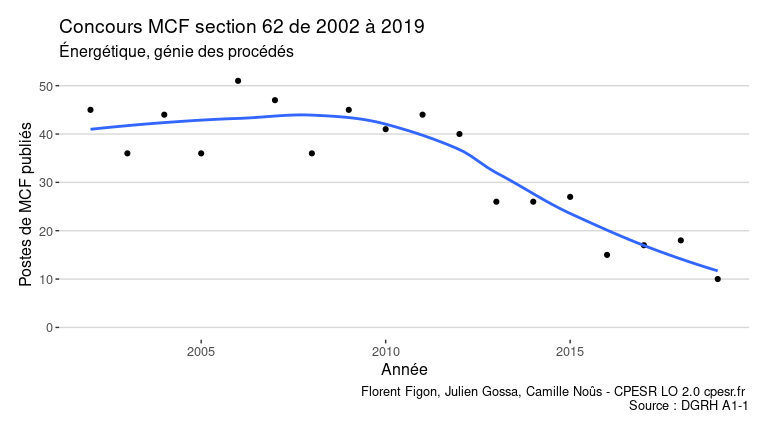 Concours MCF section 62 de 2002 à 2019
Énergétique, génie des procédés
Postes de MCF publiés
50
40
30
20
10
0
2005
2010
2015
Année
Florent Figon, Julien Gossa, Camille Noûs - CPESR LO 2.0 cpesr.fr
Source : DGRH A1-1